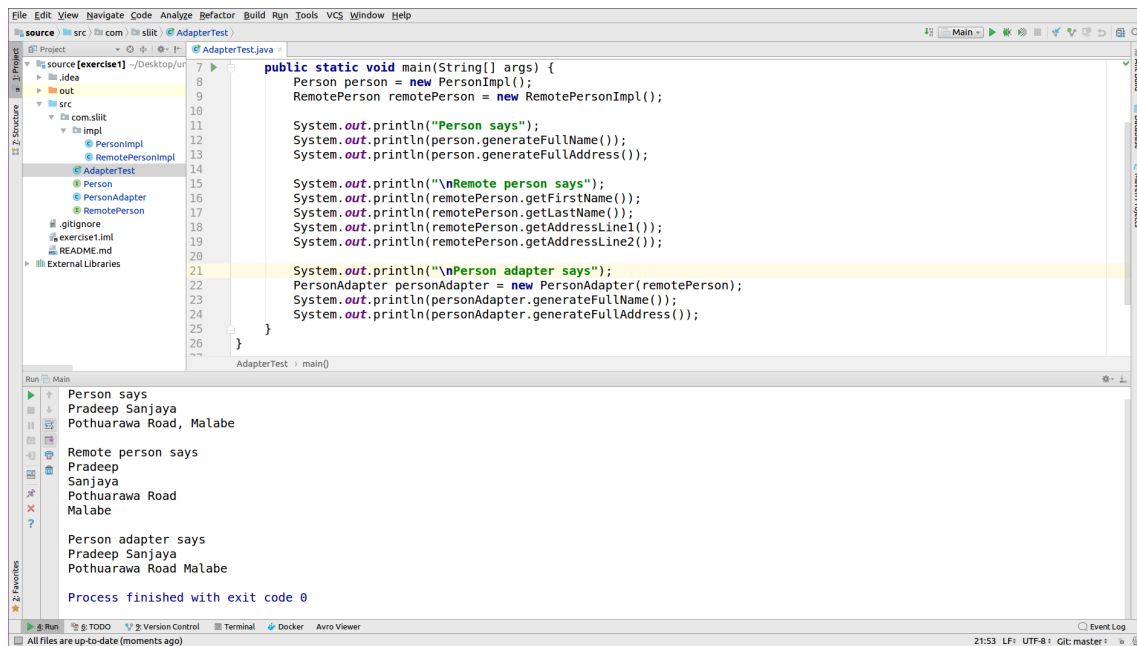 File Edit View Navigate Code Analyze Refactor Build Run Tools VCS Window Help
source src com sliit AdapterTest
Main
Project
AdapterTest.java
1: Project
7: Structure
source [exercise1] ~/Desktop/ur
.idea
out
src
com.sliit
impl
PersonImpl
RemotePersonImpl
AdapterTest
Person
PersonAdapter
RemotePerson
.gitignore
exercise1.iml
README.md
External Libraries
7 public static void main(String[] args) {
8 Person person = new PersonImpl();
9 RemotePerson remotePerson = new RemotePersonImpl();
10
11 System.out.println("Person says");
12 System.out.println(person.generateFullName());
13 System.out.println(person.generateFullAddress());
14
15 System.out.println("\nRemote person says");
16 System.out.println(remotePerson.getFirstName());
17 System.out.println(remotePerson.getLastName());
18 System.out.println(remotePerson.getAddressLine1());
19 System.out.println(remotePerson.getAddressLine2());
20
21 System.out.println("\nPerson adapter says");
22 PersonAdapter personAdapter = new PersonAdapter(remotePerson);
23 System.out.println(personAdapter.generateFullName());
24 System.out.println(personAdapter.generateFullAddress());
25 }
26 }
AdapterTest › main()
Run Main
Person says
Pradeep Sanjaya
Pothuarawa Road, Malabe
Remote person says
Pradeep
Sanjaya
Pothuarawa Road
Malabe
Person adapter says
Pradeep Sanjaya
Pothuarawa Road Malabe
Process finished with exit code 0
2: Favorites
4: Run 6: TODO 9: Version Control Terminal Docker Avro Viewer Event Log
All files are up-to-date (moments ago) 21:53 LF UTF-8 Git: master